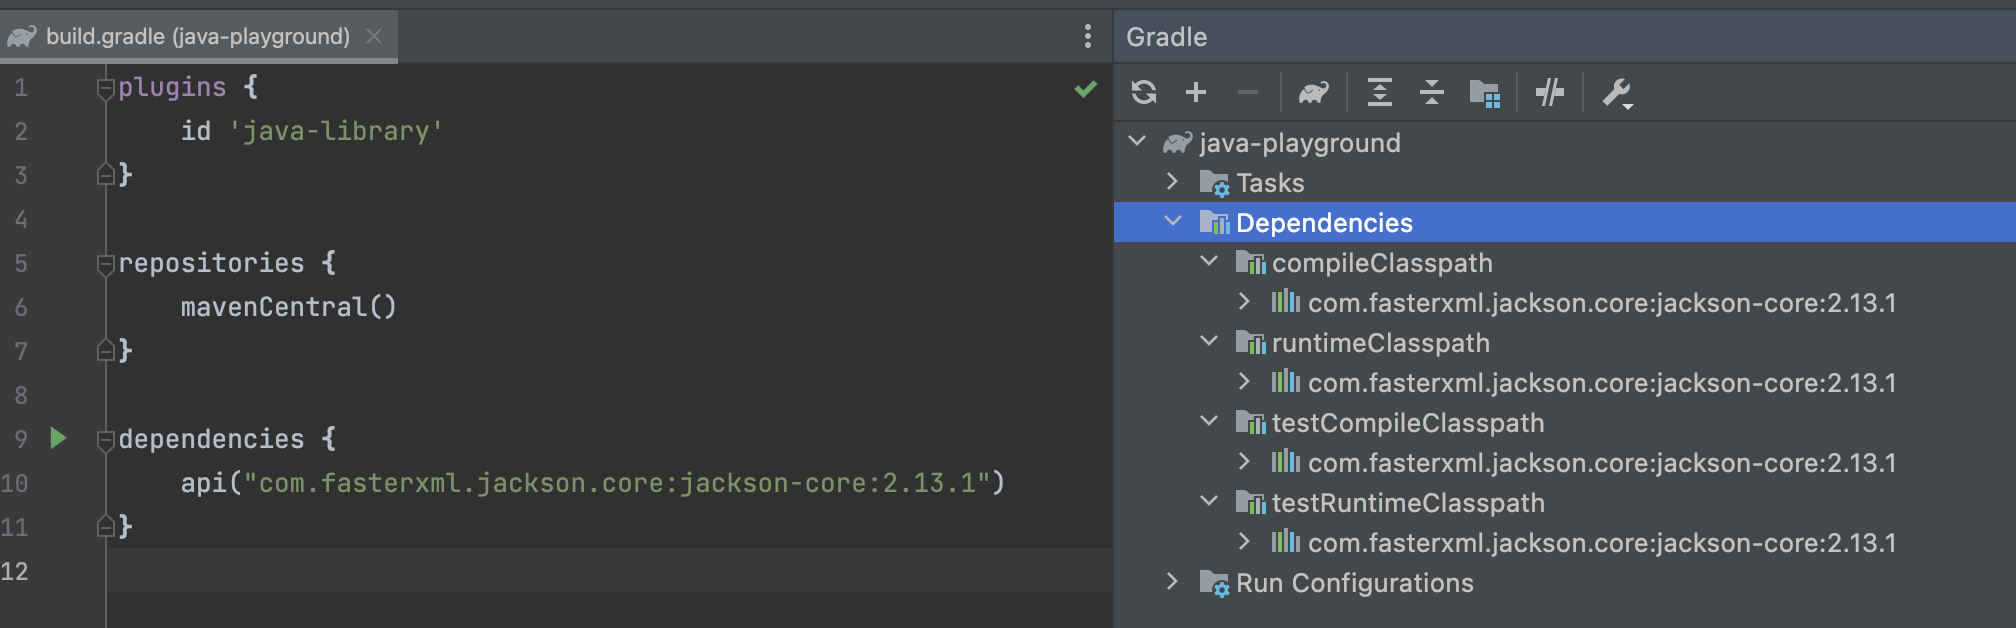 build.gradle (java-playground)
1 plugins {
2     id 'java-library'
3 }
4
5 repositories {
6     mavenCentral()
7 }
8
9 dependencies {
10     api("com.fasterxml.jackson.core:jackson-core:2.13.1")
11 }
12
Gradle
java-playground
Tasks
Dependencies
compileClasspath
com.fasterxml.jackson.core:jackson-core:2.13.1
runtimeClasspath
com.fasterxml.jackson.core:jackson-core:2.13.1
testCompileClasspath
com.fasterxml.jackson.core:jackson-core:2.13.1
testRuntimeClasspath
com.fasterxml.jackson.core:jackson-core:2.13.1
Run Configurations